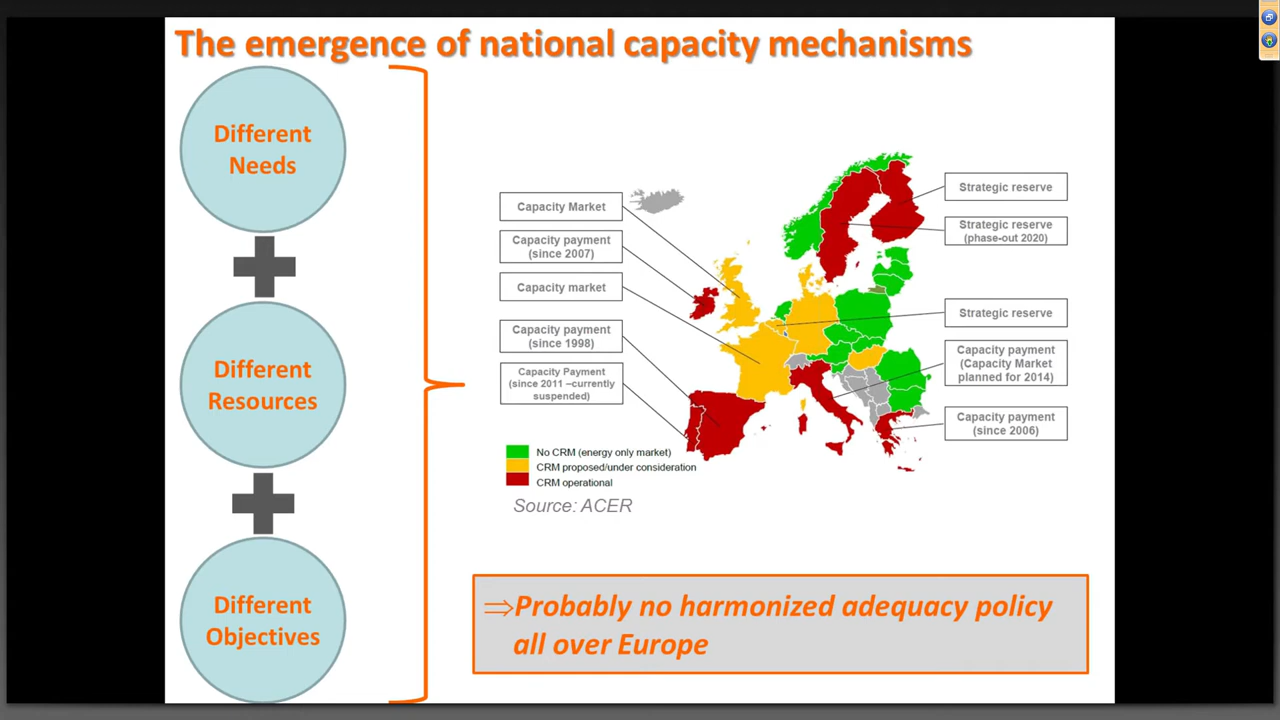 The emergence of national capacity mechanisms
Different
Needs
Different
Resources
Different
Objectives
Capacity Market
Capacity payment
(since 2007)
Capacity market
Capacity payment
(since 1998)
Capacity Payment
(since 2011 –currently
suspended)
Strategic reserve
Strategic reserve
(phase-out 2020)
Strategic reserve
Capacity payment
(Capacity Market
planned for 2014)
Capacity payment
(since 2006)
No CRM (energy only market)
CRM proposed/under consideration
CRM operational
Source: ACER
⇒Probably no harmonized adequacy policy
all over Europe